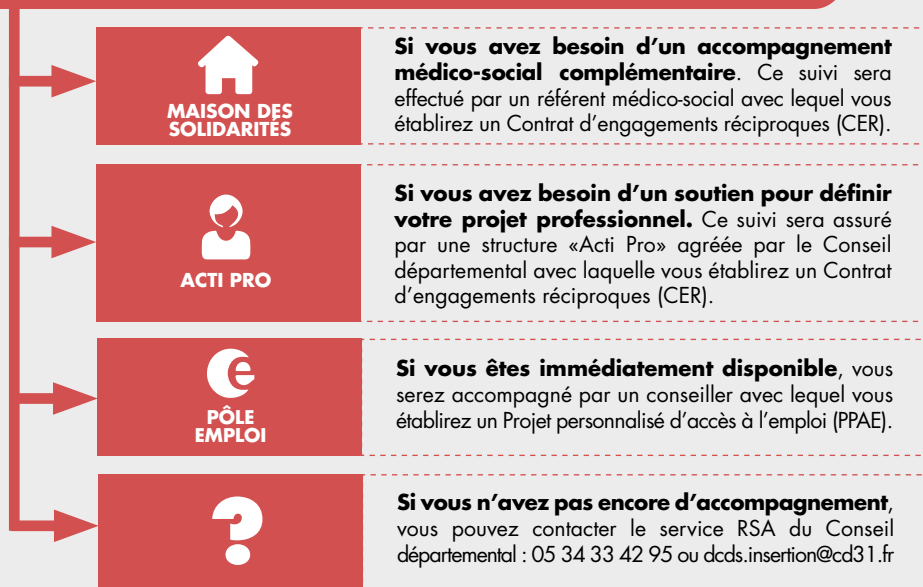 MAISON DES
SOLIDARITÉS
Si vous avez besoin d’un accompagnement
médico-social complémentaire. Ce suivi sera
effectué par un référent médico-social avec lequel vous
établirez un Contrat d’engagements réciproques (CER).
ACTI PRO
Si vous avez besoin d’un soutien pour définir
votre projet professionnel. Ce suivi sera assuré
par une structure «Acti Pro» agréée par le Conseil
départemental avec laquelle vous établirez un Contrat
d’engagements réciproques (CER).
PÔLE
EMPLOI
Si vous êtes immédiatement disponible, vous
serez accompagné par un conseiller avec lequel vous
établirez un Projet personnalisé d’accès à l’emploi (PPAE).
?
Si vous n’avez pas encore d’accompagnement,
vous pouvez contacter le service RSA du Conseil
départemental : 05 34 33 42 95 ou dcds.insertion@cd31.fr